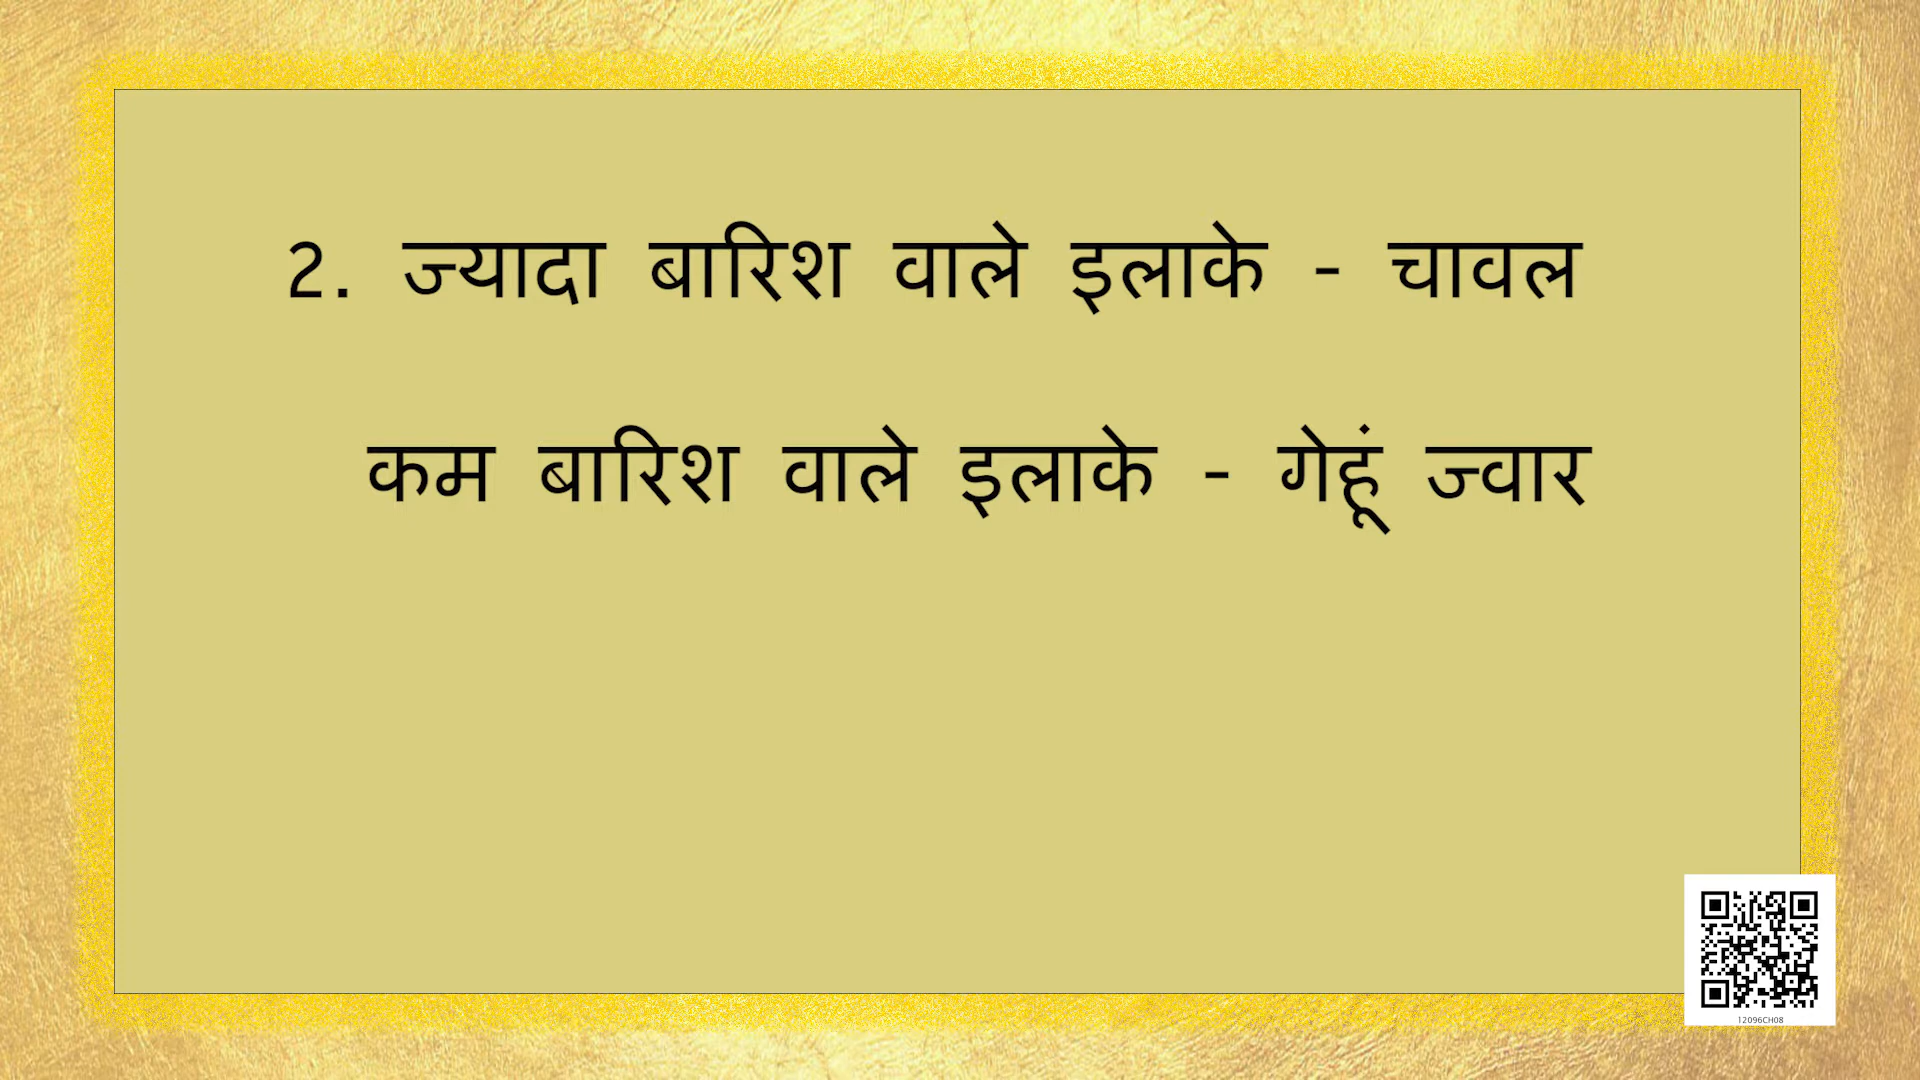 2. ज्यादा बारिश वाले इलाके - चावल
कम बारिश वाले इलाके - गेहूं ज्वार
12096CH08